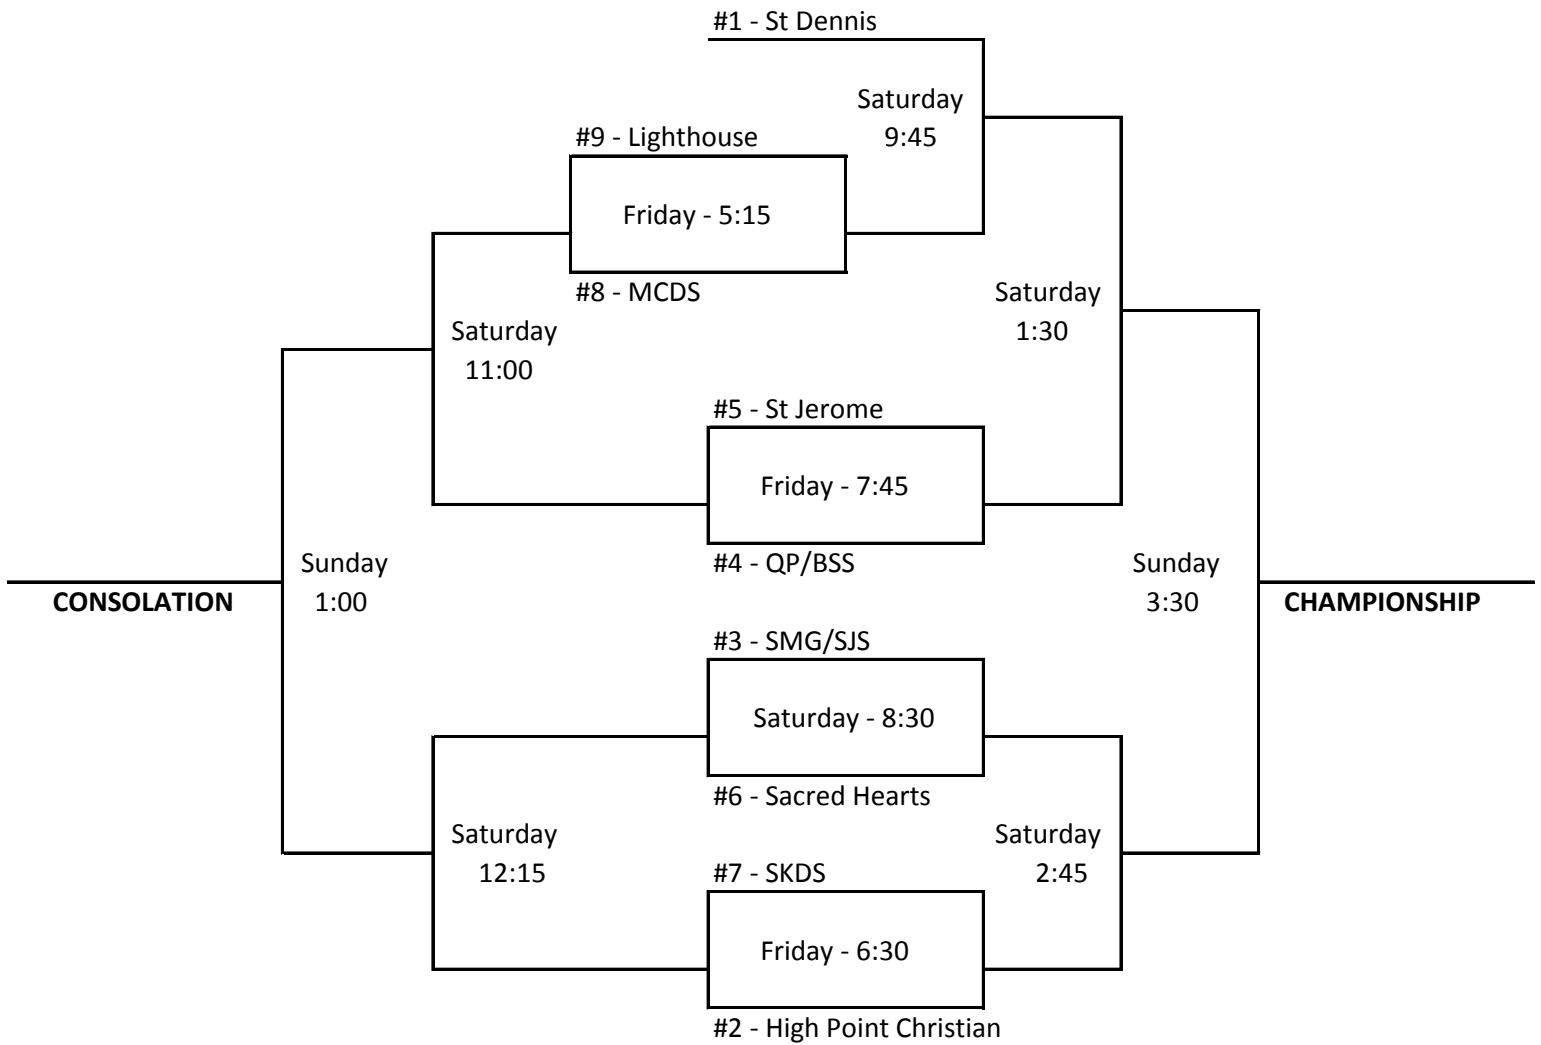 #1 - St Dennis
Saturday
9:45
#9 - Lighthouse
Friday - 5:15
#8 - MCDS
Saturday
1:30
Saturday
11:00
#5 - St Jerome
Friday - 7:45
#4 - QP/BSS
Sunday
1:00
CONSOLATION
Sunday
3:30
CHAMPIONSHIP
#3 - SMG/SJS
Saturday - 8:30
#6 - Sacred Hearts
Saturday
12:15
Saturday
2:45
#7 - SKDS
Friday - 6:30
#2 - High Point Christian